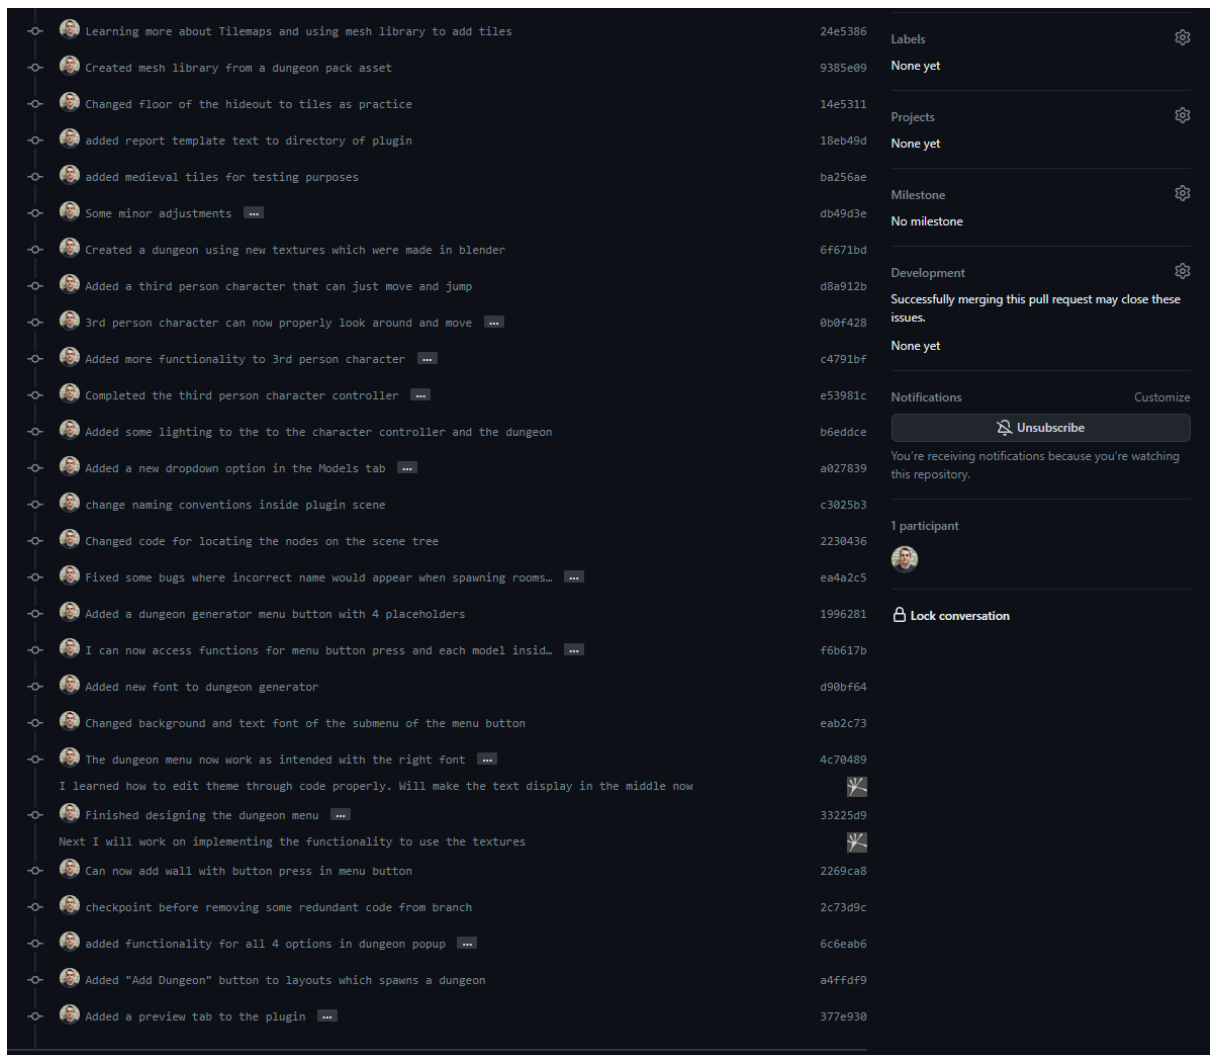 Learning more about Tilemaps and using mesh library to add tiles 24e5386
Created mesh library from a dungeon pack asset 9385e09
Changed floor of the hideout to tiles as practice 14e5311
added report template text to directory of plugin 18eb49d
added medieval tiles for testing purposes ba256ae
Some minor adjustments … db49d3e
Created a dungeon using new textures which were made in blender 6f671bd
Added a third person character that can just move and jump d8a912b
3rd person character can now properly look around and move … 0b0f428
Added more functionality to 3rd person character … c4791bf
Completed the third person character controller … e53981c
Added some lighting to the to the character controller and the dungeon b6eddce
Added a new dropdown option in the Models tab … a027839
change naming conventions inside plugin scene c3025b3
Changed code for locating the nodes on the scene tree 2230436
Fixed some bugs where incorrect name would appear when spawning rooms… … ea4a2c5
Added a dungeon generator menu button with 4 placeholders 1996281
I can now access functions for menu button press and each model insid… … f6b617b
Added new font to dungeon generator d90bf64
Changed background and text font of the submenu of the menu button eab2c73
The dungeon menu now work as intended with the right font … 4c70489
I learned how to edit theme through code properly. Will make the text display in the middle now
Finished designing the dungeon menu … 33225d9
Next I will work on implementing the functionality to use the textures
Can now add wall with button press in menu button 2269ca8
checkpoint before removing some redundant code from branch 2c73d9c
added functionality for all 4 options in dungeon popup … 6c6eab6
Added "Add Dungeon" button to layouts which spawns a dungeon a4ffdf9
Added a preview tab to the plugin … 377e930
Labels
None yet
Projects
None yet
Milestone
No milestone
Development
Successfully merging this pull request may close these
issues.
None yet
Notifications Customize
Unsubscribe
You're receiving notifications because you're watching
this repository.
1 participant
Lock conversation